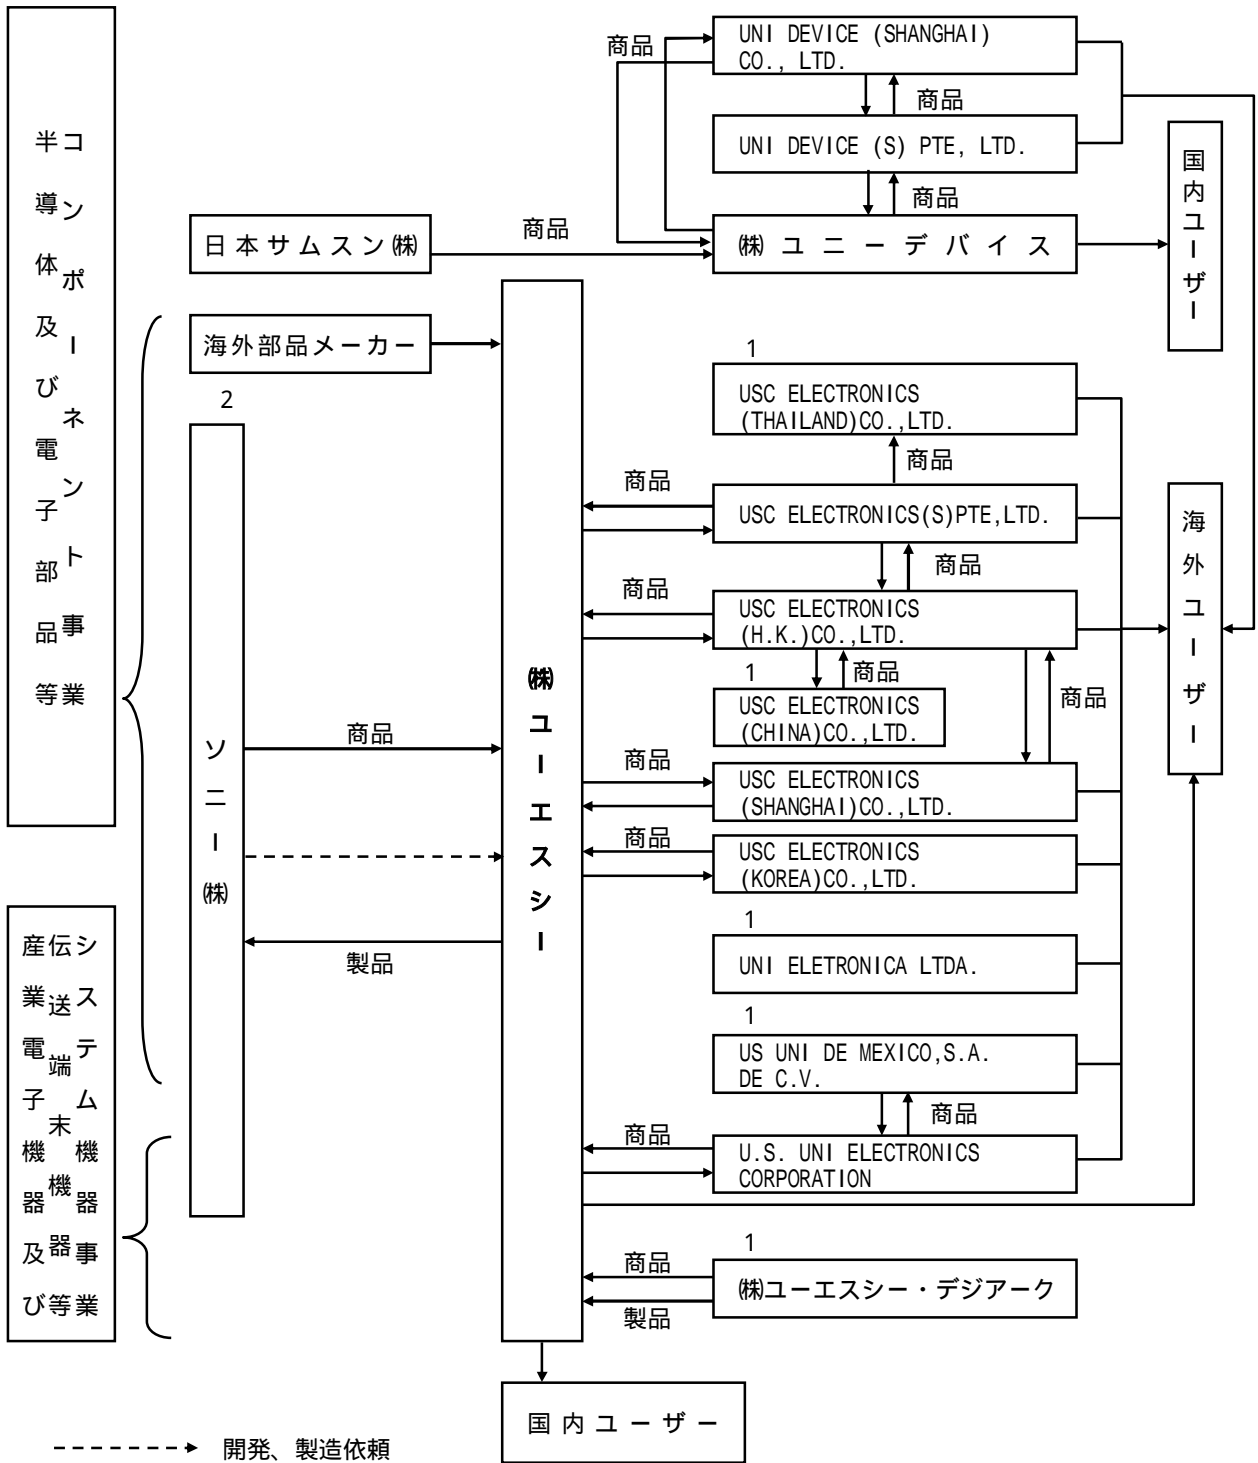 半導体及び電子部品等
コンポーネント事業
産業電子機器及び
伝送端末機器等
システム機器事業
商品
UNI DEVICE (SHANGHAI)
CO., LTD.
商品
UNI DEVICE (S) PTE, LTD.
商品
国内ユーザー
日本サムスン㈱
商品
㈱ユニーデバイス
海外部品メーカー
1
USC ELECTRONICS
(THAILAND)CO.,LTD.
2
商品
商品
USC ELECTRONICS(S)PTE,LTD.
海外ユーザー
商品
商品
USC ELECTRONICS
(H.K.)CO.,LTD.
1
商品
商品
USC ELECTRONICS
(CHINA)CO.,LTD.
㈱ユーエスシー
ソニー㈱
商品
商品
USC ELECTRONICS
(SHANGHAI)CO.,LTD.
商品
USC ELECTRONICS
(KOREA)CO.,LTD.
1
製品
UNI ELETRONICA LTDA.
1
US UNI DE MEXICO,S.A.
DE C.V.
商品
商品
U.S. UNI ELECTRONICS
CORPORATION
1
商品
㈱ユーエスシー・デジアーク
製品
国内ユーザー
開発、製造依頼